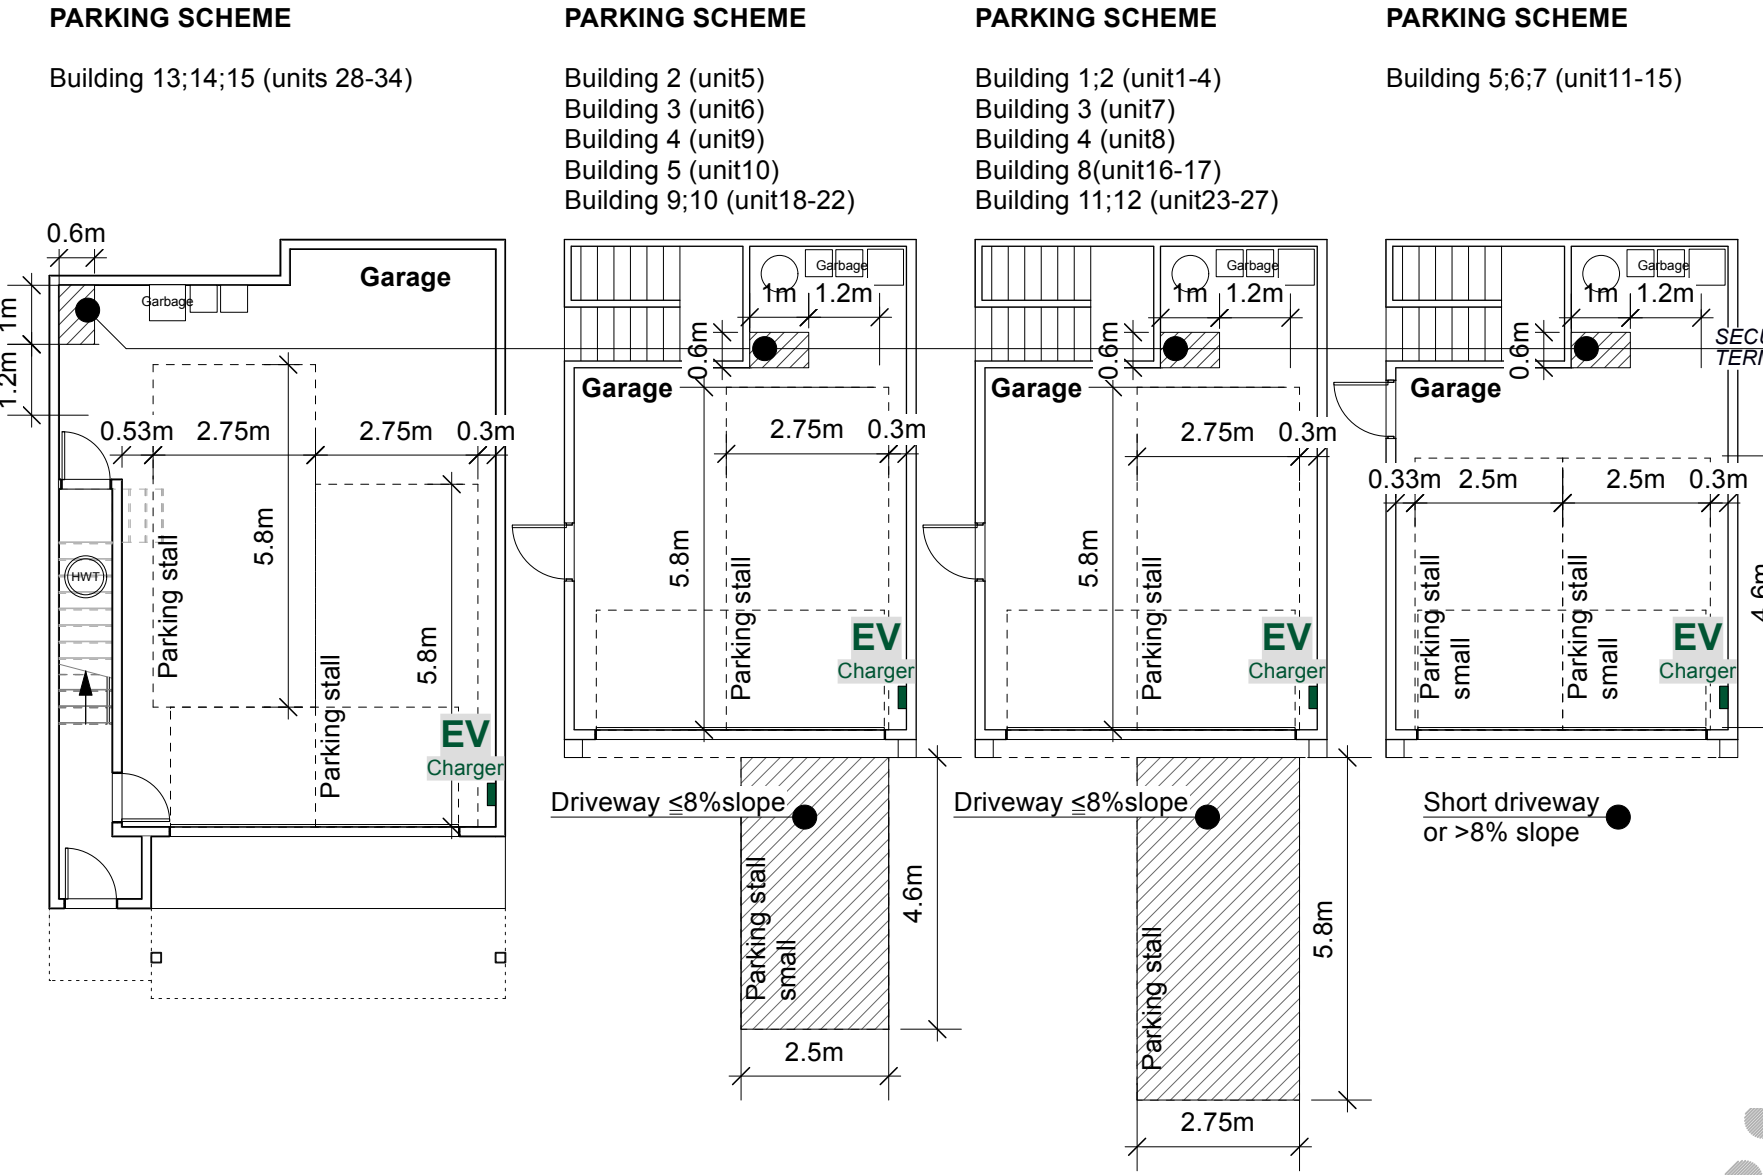 PARKING SCHEME
Building 13;14;15 (units 28-34)
0.6m
1m
1.2m
Garbage
Garage
0.53m
2.75m
2.75m
0.3m
5.8m
5.8m
Parking stall
Parking stall
HWT
EV
Charger
PARKING SCHEME
Building 2 (unit5)
Building 3 (unit6)
Building 4 (unit9)
Building 5 (unit10)
Building 9;10 (unit18-22)
Garbage
1m
1.2m
0.6m
Garage
2.75m
0.3m
5.8m
Parking stall
EV
Charger
Driveway ≦8%slope
Parking stall
small
4.6m
2.5m
PARKING SCHEME
Building 1;2 (unit1-4)
Building 3 (unit7)
Building 4 (unit8)
Building 8(unit16-17)
Building 11;12 (unit23-27)
Garbage
1m
1.2m
0.6m
Garage
2.75m
0.3m
5.8m
Parking stall
EV
Charger
Driveway ≦8%slope
Parking stall
5.8m
2.75m
PARKING SCHEME
Building 5;6;7 (unit11-15)
Garbage
1m
1.2m
0.6m
Garage
0.33m
2.5m
2.5m
0.3m
4.6m
Parking stall
small
Parking stall
small
EV
Charger
Short driveway
or >8% slope